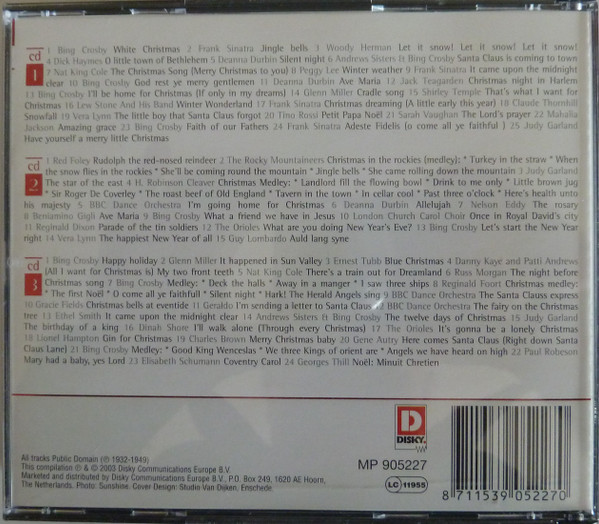 cd 1
1 Bing Crosby White Christmas 2 Frank Sinatra Jingle bells 3 Woody Herman Let it snow! Let it snow! Let it snow!
4 Dick Haymes O little town of Bethlehem 5 Deanna Durbin Silent night 6 Andrews Sisters ft Bing Crosby Santa Claus is coming to town
7 Nat King Cole The Christmas Song (Merry Christmas to you) 8 Peggy Lee Winter weather 9 Frank Sinatra It came upon the midnight
clear 10 Bing Crosby God rest ye merry gentlemen 11 Deanna Durbin Ave Maria 12 Jack Teagarden Christmas night in Harlem
13 Bing Crosby I'll be home for Christmas (If only in my dreams) 14 Glenn Miller Cradle song 15 Shirley Temple That's what I want for
Christmas 16 Lew Stone And His Band Winter Wonderland 17 Frank Sinatra Christmas dreaming (A little early this year) 18 Claude Thornhill
Snowfall 19 Vera Lynn The little boy that Santa Claus forgot 20 Tino Rossi Petit Papa Noël 21 Sarah Vaughan The Lord's prayer 22 Mahalia
Jackson Amazing grace 23 Bing Crosby Faith of our Fathers 24 Frank Sinatra Adeste Fidelis (o come all ye faithful ) 25 Judy Garland
Have yourself a merry little Christmas
cd 2
1 Red Foley Rudolph the red-nosed reindeer 2 The Rocky Mountaineers Christmas in the rockies (medley); * Turkey in the straw * When
the snow flies in the rockies * She'll be coming round the mountain * Jingle bells * She came rolling down the mountain 3 Judy Garland
The star of the east 4 H. Robinson Cleaver Christmas Medley; * Landlord fill the flowing bowl * Drink to me only * Little brown jug
* Sir Roger De Coverley * The roast beef of Old England * Tavern in the town * In cellar cool * Past three o'clock * Here's health unto
his majesty 5 BBC Dance Orchestra I'm going home for Christmas 6 Deanna Durbin Allelujah 7 Nelson Eddy The rosary
8 Beniamino Gigli Ave Maria 9 Bing Crosby What a friend we have in Jesus 10 London Church Carol Choir Once in Royal David's city
11 Reginald Dixon Parade of the tin soldiers 12 The Orioles What are you doing New Year's Eve? 13 Bing Crosby Let's start the New Year
right 14 Vera Lynn The happiest New Year of all 15 Guy Lombardo Auld lang syne
cd 3
1 Bing Crosby Happy holiday 2 Glenn Miller It happened in Sun Valley 3 Ernest Tubb Blue Christmas 4 Danny Kaye and Patti Andrews
(All I want for Christmas is) My two front teeth 5 Nat King Cole There's a train out for Dreamland 6 Russ Morgan The night before
Christmas song 7 Bing Crosby Medley; * Deck the halls * Away in a manger * I saw three ships 8 Reginald Foort Christmas medley;
* The first Noël * O come all ye faithfull * Silent night * Hark! The Herald Angels sing 9 BBC Dance Orchestra The Santa Clauss express
10 Gracie Fields Christmas bells at eventide 11 Geraldo I'm sending a letter to Santa Claus 12 BBC Dance Orchestra The fairy on the Christmas
tree 13 Ethel Smith It came upon the midnight clear 14 Andrews Sisters ft Bing Crosby The twelve days of Christmas 15 Judy Garland
The birthday of a king 16 Dinah Shore I'll walk alone (Through every Christmas) 17 The Orioles It's gonna be a lonely Christmas
18 Lionel Hampton Gin for Christmas 19 Charles Brown Merry Christmas baby 20 Gene Autry Here comes Santa Claus (Right down Santa
Claus Lane) 21 Bing Crosby Medley; * Good King Wenceslas * We three Kings of orient are * Angels we have heard on high 22 Paul Robeson
Mary had a baby, yes Lord 23 Elisabeth Schumann Coventry Carol 24 Georges Thill Noël: Minuit Chretien
All tracks Public Domain (℗ 1932-1949)
This compilation ℗ & © 2003 Disky Communications Europe B.V.
Marketed and distributed by Disky Communications Europe B.V., P.O. Box 249, 1620 AE Hoorn,
The Netherlands. Photo: Sunshine. Cover Design: Studio Van Dijken, Enschede.
D
DISKY.
MP 905227
LC 11955
8 711539 052270